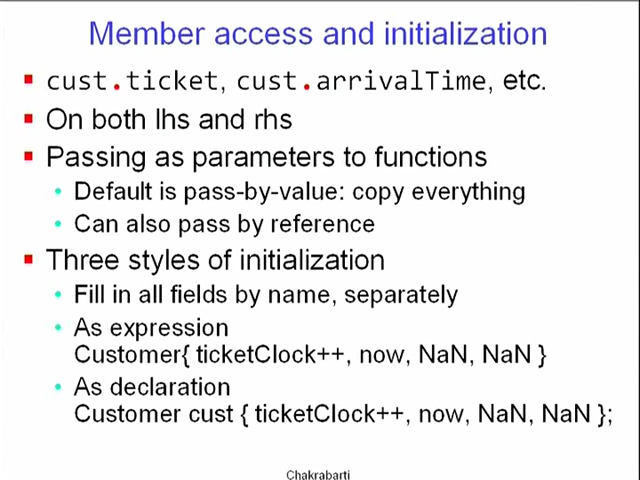 Member access and initialization
cust.ticket, cust.arrivalTime, etc.
On both lhs and rhs
Passing as parameters to functions
Default is pass-by-value: copy everything
Can also pass by reference
Three styles of initialization
Fill in all fields by name, separately
As expression
Customer{ ticketClock++, now, NaN, NaN }
As declaration
Customer cust { ticketClock++, now, NaN, NaN };
Chakrabarti